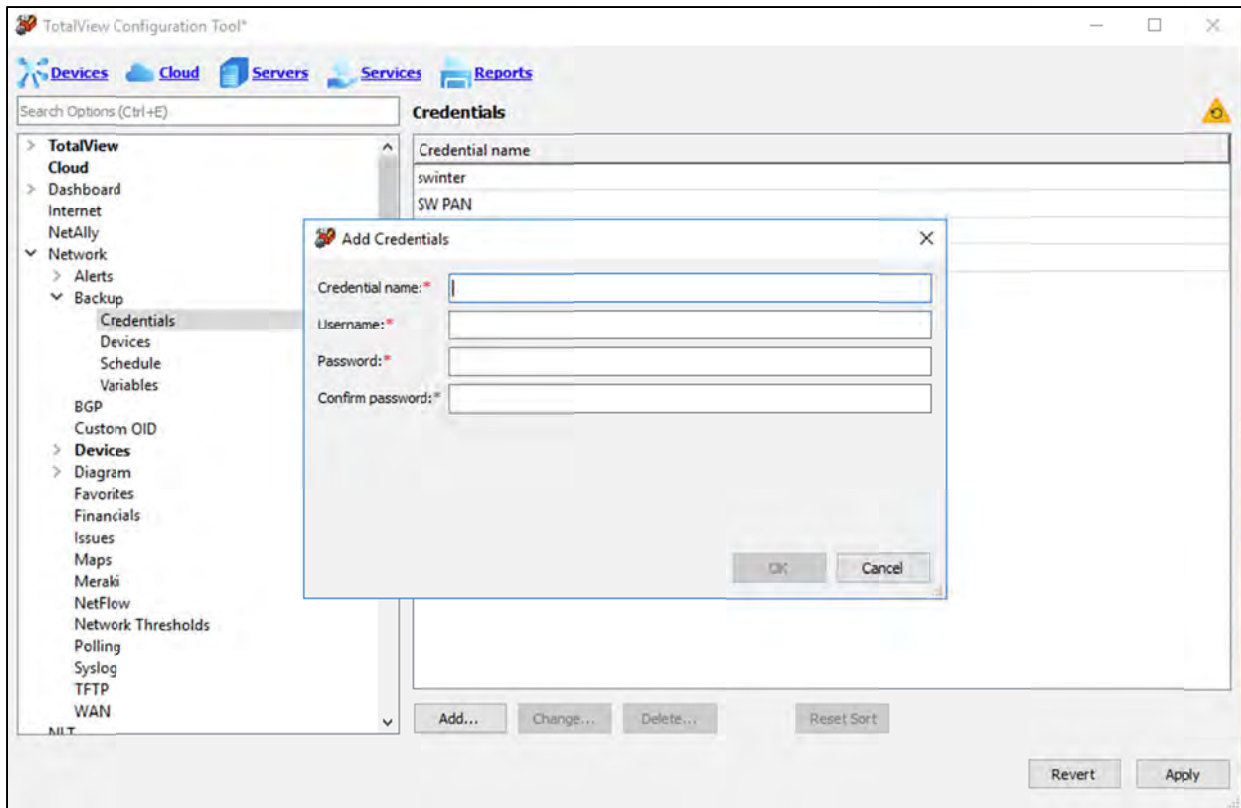 TotalView Configuration Tool*
Devices Cloud Servers Services Reports
Search Options (Ctrl+E)
Credentials
TotalView
Cloud
Dashboard
Internet
NetAlly
Network
Alerts
Backup
Credentials
Devices
Schedule
Variables
BGP
Custom OID
Devices
Diagram
Favorites
Financials
Issues
Maps
Meraki
NetFlow
Network Thresholds
Polling
Syslog
TFTP
WAN
Credential name
swinter
SW PAN
Add Credentials
Credential name:*
Username:*
Password:*
Confirm password:*
OK Cancel
Add... Change... Delete... Reset Sort
Revert Apply